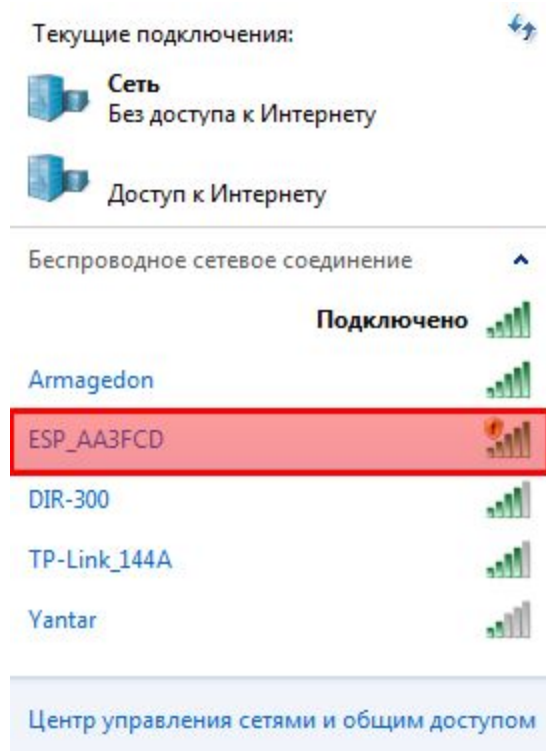 Текущие подключения:
Сеть
Без доступа к Интернету
Доступ к Интернету
Беспроводное сетевое соединение
Подключено
Armagedon
ESP_AA3FCD
DIR-300
TP-Link_144A
Yantar
Центр управления сетями и общим доступом